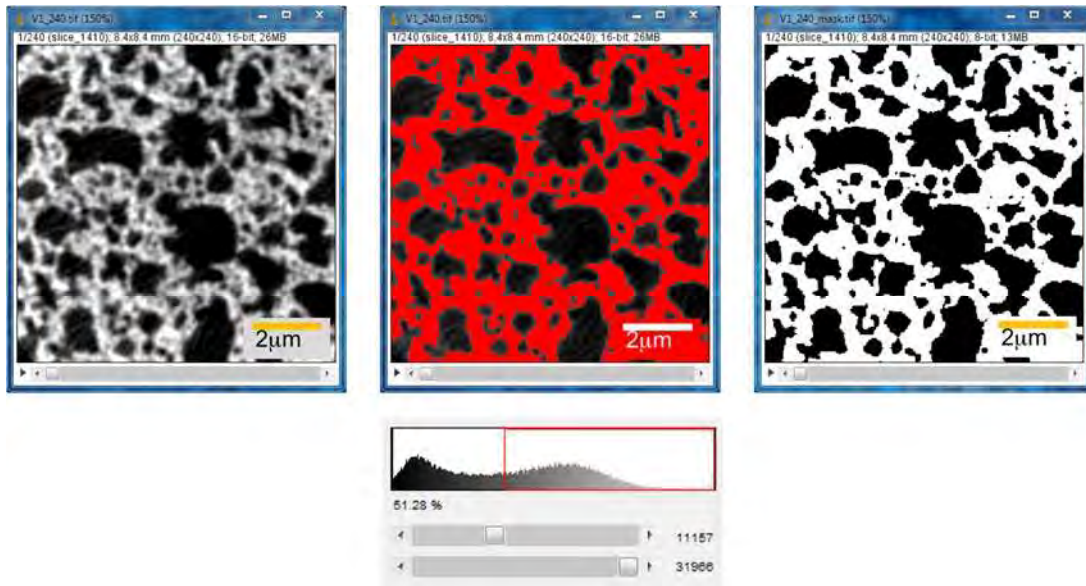 V1_240.tif (150%)
1/240 (slice_1410); 8.4x8.4 mm (240x240); 16-bit; 26MB
2μm
V1_240.tif (150%)
1/240 (slice_1410); 8.4x8.4 mm (240x240); 16-bit; 26MB
2μm
V1_240_mask.tif (150%)
1/240 (slice_1410); 8.4x8.4 mm (240x240); 8-bit; 13MB
2μm
51.28 %
11157
31966